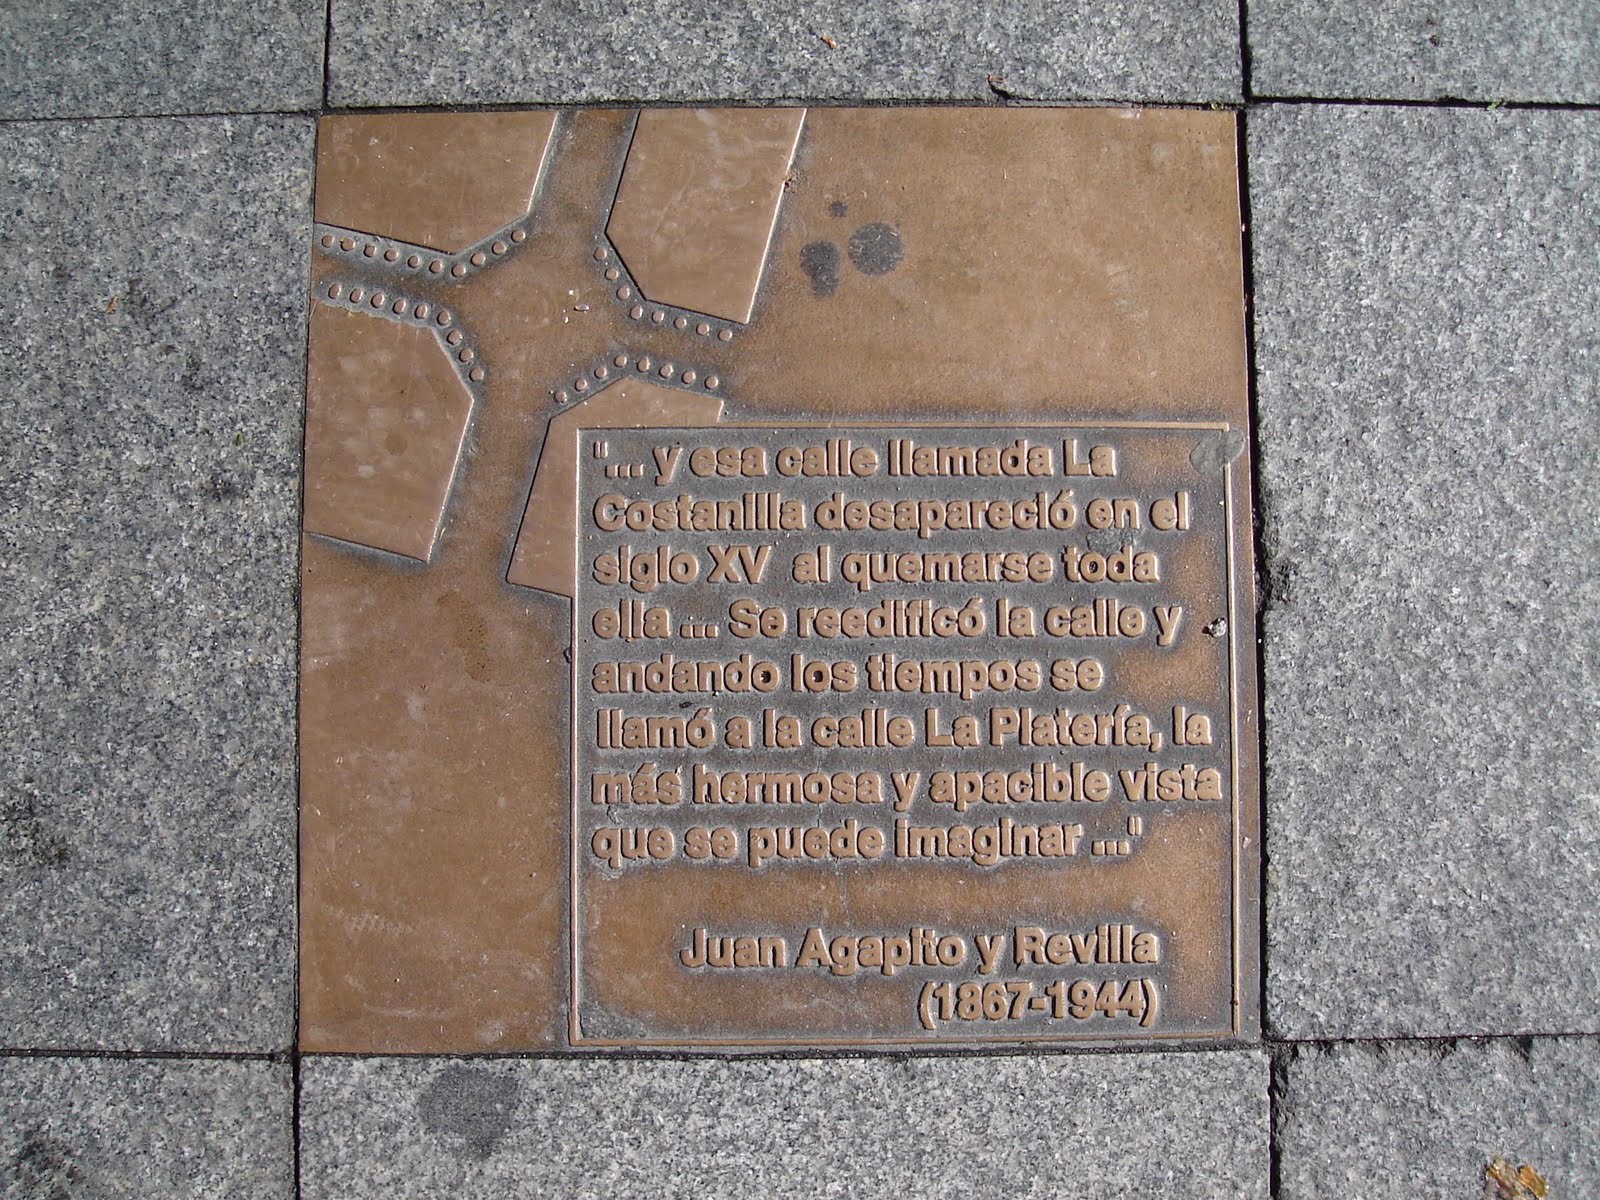 "... y esa calle llamada La
Costanilla desapareció en el
siglo XV al quemarse toda
ella ... Se reedificó la calle y
andando los tiempos se
llamó a la calle La Platería, la
más hermosa y apacible vista
que se puede imaginar ..."
Juan Agapito y Revilla
(1867-1944)